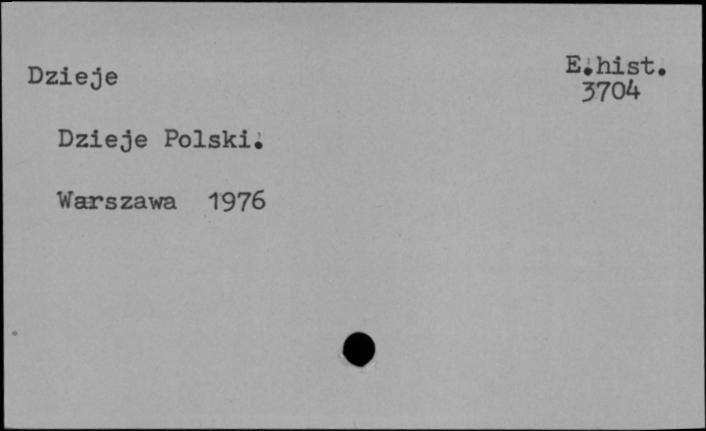 Dzieje
E.hist.
3704
Dzieje Polski.
Warszawa 1976